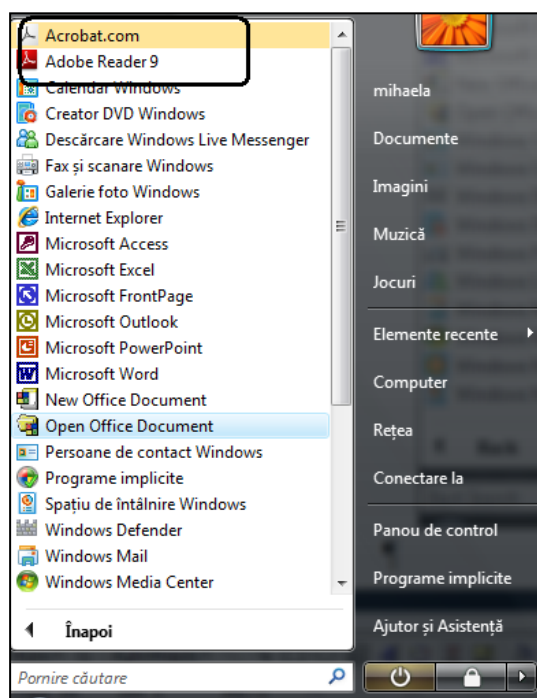 Acrobat.com
Adobe Reader 9
Calendar Windows
Creator DVD Windows
Descărcare Windows Live Messenger
Fax și scanare Windows
Galerie foto Windows
Internet Explorer
Microsoft Access
Microsoft Excel
Microsoft FrontPage
Microsoft Outlook
Microsoft PowerPoint
Microsoft Word
New Office Document
Open Office Document
Persoane de contact Windows
Programe implicite
Spațiu de întâlnire Windows
Windows Defender
Windows Mail
Windows Media Center
Înapoi
Pornire căutare
mihaela
Documente
Imagini
Muzică
Jocuri
Elemente recente
Computer
Rețea
Conectare la
Panou de control
Programe implicite
Ajutor și Asistență